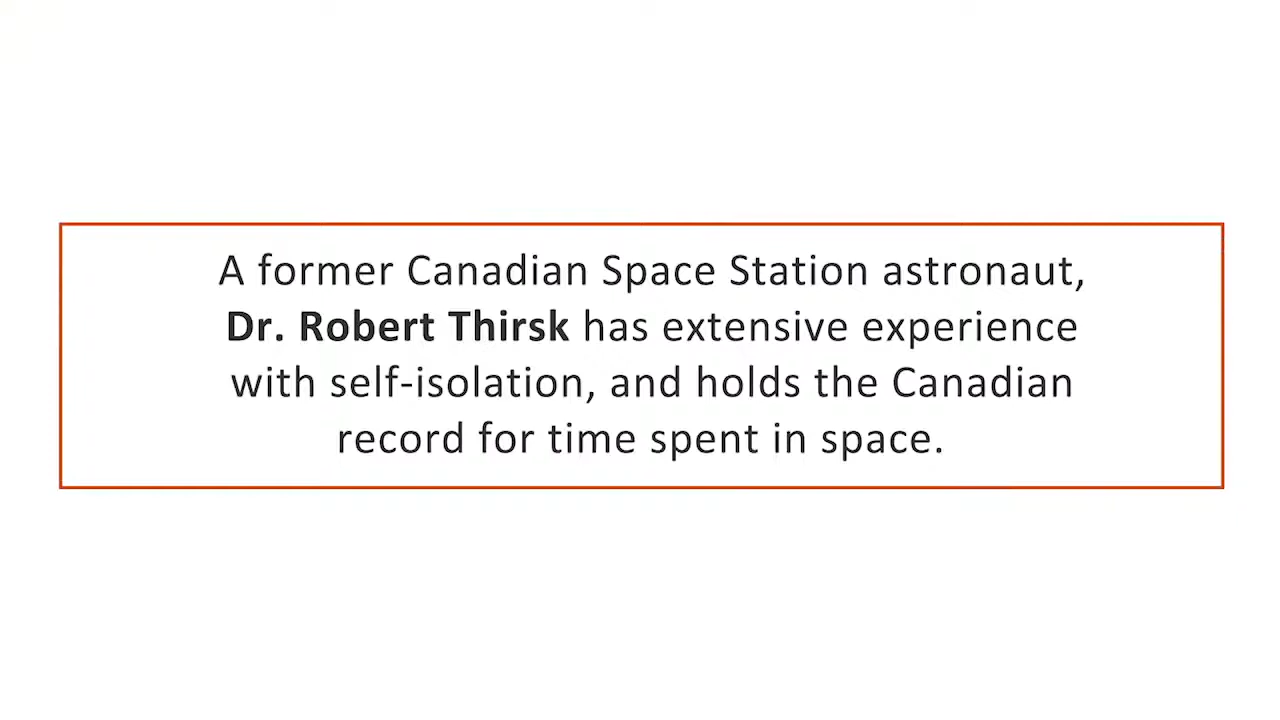 A former Canadian Space Station astronaut,
Dr. Robert Thirsk has extensive experience
with self-isolation, and holds the Canadian
record for time spent in space.